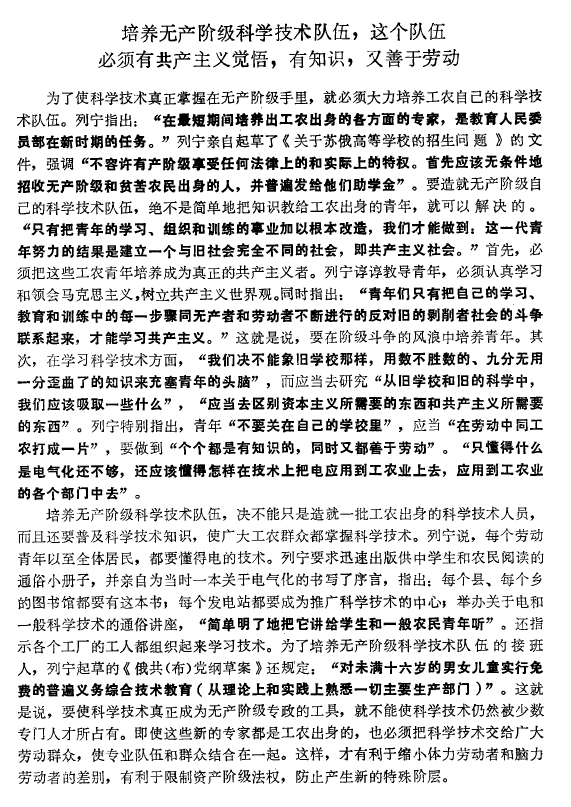 培养无产阶级科学技术队伍，这个队伍
必须有共产主义觉悟，有知识，又善于劳动
为了使科学技术真正掌握在无产阶级手里，就必须大力培养工农自己的科学技
术队伍。列宁指出：“在最短期间培养出工农出身的各方面的专家，是教育人民委
员部在新时期的任务。”列宁亲自起草了《关于苏俄高等学校的招生问题》的文
件，强调“不容许有产阶级享受任何法律上的和实际上的特权。首先应该无条件地
招收无产阶级和贫苦农民出身的人，并普遍发给他们助学金”。要造就无产阶级自
己的科学技术队伍，绝不是简单地把知识教给工农出身的青年，就可以解决的。
“只有把青年的学习、组织和训练的事业加以根本改造，我们才能做到：这一代青
年努力的结果是建立一个与旧社会完全不同的社会，即共产主义社会。”首先，必
须把这些工农青年培养成为真正的共产主义者。列宁谆谆教导青年，必须认真学习
和领会马克思主义，树立共产主义世界观。同时指出：“青年们只有把自己的学习、
教育和训练中的每一步骤同无产者和劳动者不断进行的反对旧的剥削者社会的斗争
联系起来，才能学习共产主义。”这就是说，要在阶级斗争的风浪中培养青年。其
次，在学习科学技术方面，“我们决不能象旧学校那样，用数不胜数的、九分无用
一分歪曲了的知识来充塞青年的头脑”，而应当去研究“从旧学校和旧的科学中，
我们应该吸取一些什么”，“应当去区别资本主义所需要的东西和共产主义所需要
的东西”。列宁特别指出，青年“不要关在自己的学校里”，应当“在劳动中同工
农打成一片”，要做到“个个都是有知识的，同时又都善于劳动”。“只懂得什么
是电气化还不够，还应该懂得怎样在技术上把电应用到工农业上去，应用到工农业
的各个部门中去”。
培养无产阶级科学技术队伍，决不能只是造就一批工农出身的科学技术人员，
而且还要普及科学技术知识，使广大工农群众都掌握科学技术。列宁说，每个劳动
青年以至全体居民，都要懂得电的技术。列宁要求迅速出版供中学生和农民阅读的
通俗小册子，并亲自为当时一本关于电气化的书写了序言，指出：每个县、每个乡
的图书馆都要有这本书；每个发电站都要成为推广科学技术的中心；举办关于电和
一般科学技术的通俗讲座，“简单明了地把它讲给学生和一般农民青年听”。还指
示各个工厂的工人都组织起来学习技术。为了培养无产阶级科学技术队伍的接班
人，列宁起草的《俄共（布）党纲草案》还规定：“对未满十六岁的男女儿童实行免
费的普遍义务综合技术教育（从理论上和实践上熟悉一切主要生产部门）”。这就
是说，要使科学技术真正成为无产阶级专政的工具，就不能使科学技术仍然被少数
专门人才所占有。即使这些新的专家都是工农出身的，也必须把科学技术交给广大
劳动群众，使专业队伍和群众结合在一起。这样，才有利于缩小体力劳动者和脑力
劳动者的差别，有利于限制资产阶级法权，防止产生新的特殊阶层。